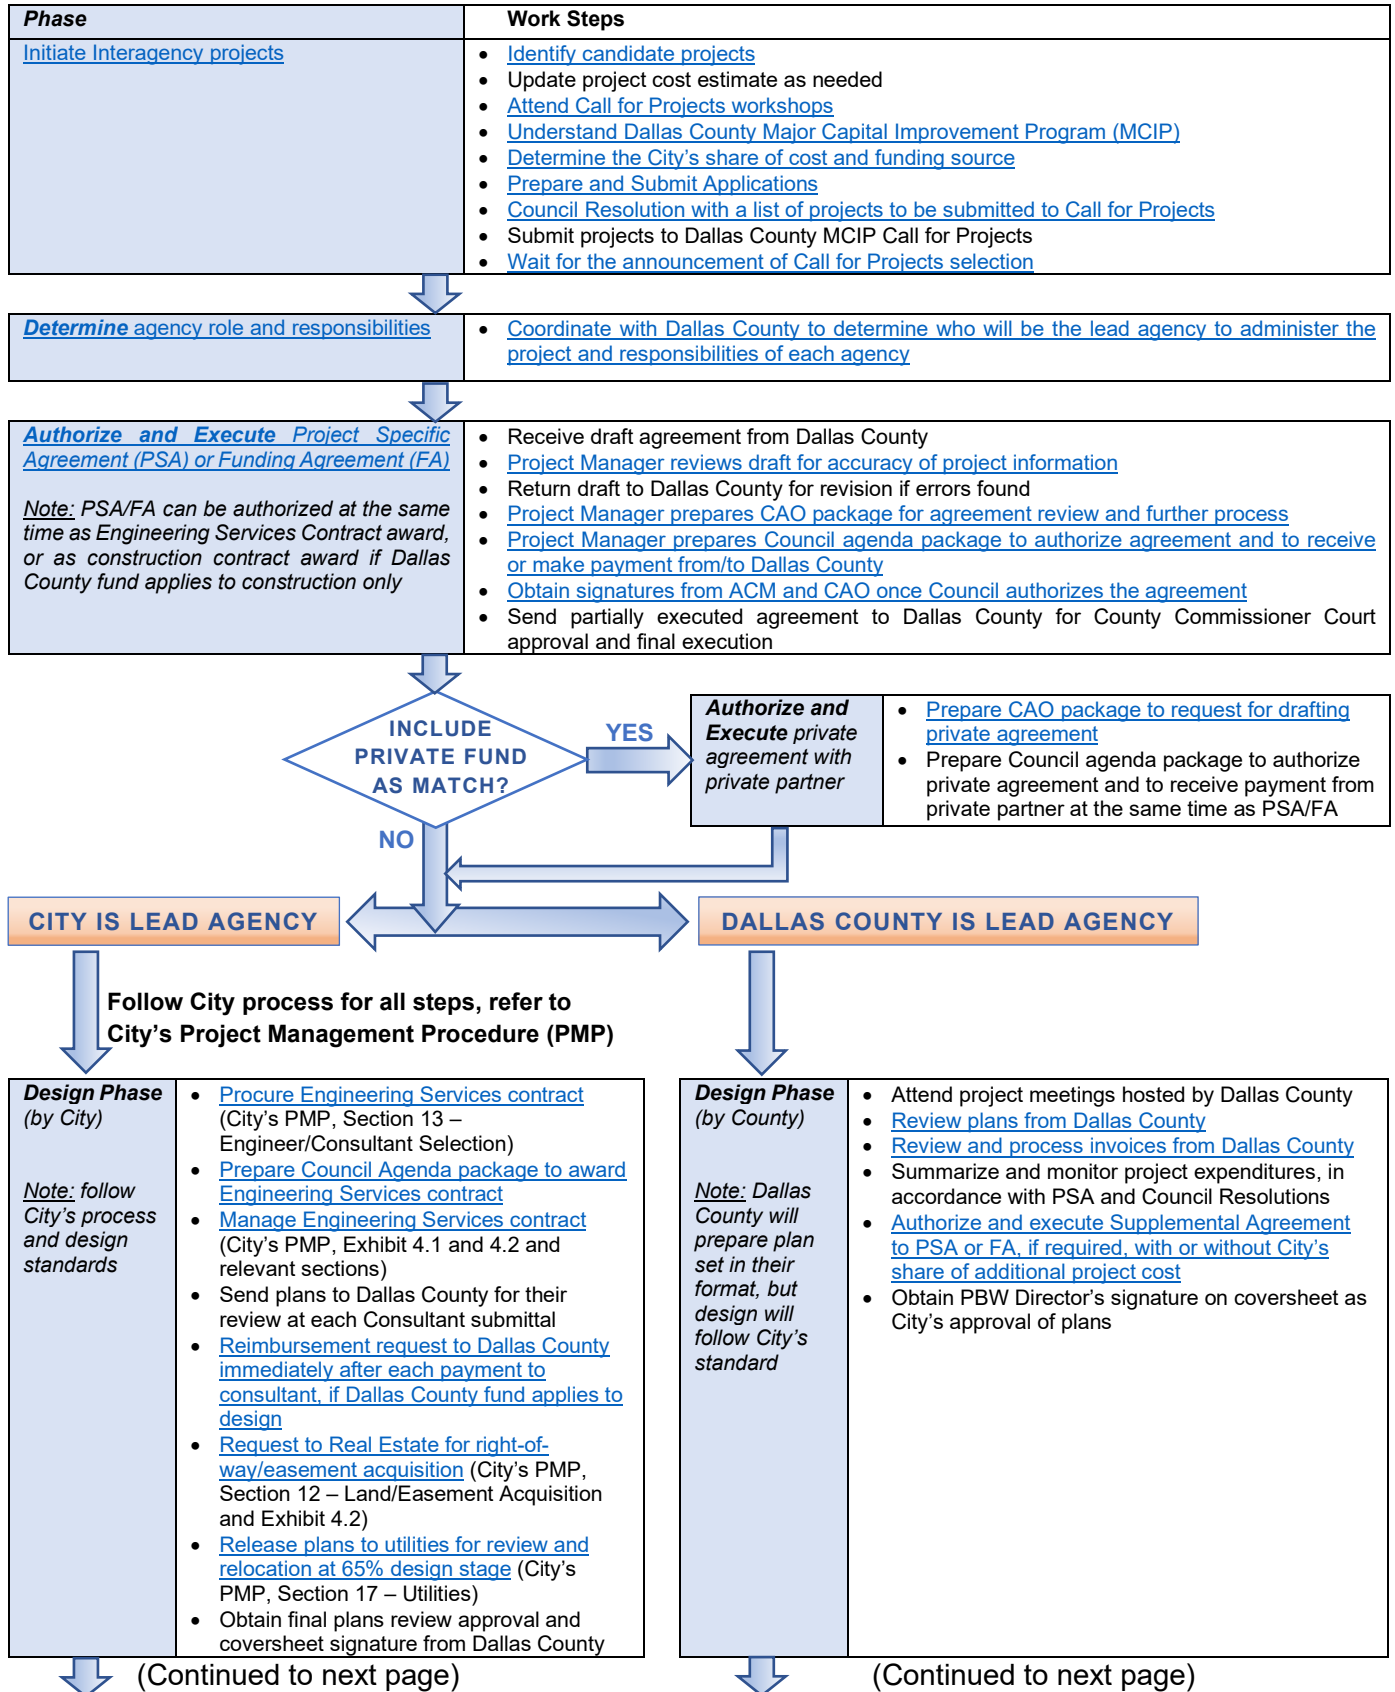 Phase
Work Steps
Initiate Interagency projects
• Identify candidate projects
• Update project cost estimate as needed
• Attend Call for Projects workshops
• Understand Dallas County Major Capital Improvement Program (MCIP)
• Determine the City’s share of cost and funding source
• Prepare and Submit Applications
• Council Resolution with a list of projects to be submitted to Call for Projects
• Submit projects to Dallas County MCIP Call for Projects
• Wait for the announcement of Call for Projects selection
Determine agency role and responsibilities
• Coordinate with Dallas County to determine who will be the lead agency to administer the
project and responsibilities of each agency
Authorize and Execute Project Specific
Agreement (PSA) or Funding Agreement (FA)
Note: PSA/FA can be authorized at the same
time as Engineering Services Contract award,
or as construction contract award if Dallas
County fund applies to construction only
• Receive draft agreement from Dallas County
• Project Manager reviews draft for accuracy of project information
• Return draft to Dallas County for revision if errors found
• Project Manager prepares CAO package for agreement review and further process
• Project Manager prepares Council agenda package to authorize agreement and to receive
or make payment from/to Dallas County
• Obtain signatures from ACM and CAO once Council authorizes the agreement
• Send partially executed agreement to Dallas County for County Commissioner Court
approval and final execution
INCLUDE
PRIVATE FUND
AS MATCH?
YES
NO
Authorize and
Execute private
agreement with
private partner
• Prepare CAO package to request for drafting
private agreement
• Prepare Council agenda package to authorize
private agreement and to receive payment from
private partner at the same time as PSA/FA
CITY IS LEAD AGENCY
DALLAS COUNTY IS LEAD AGENCY
Follow City process for all steps, refer to
City’s Project Management Procedure (PMP)
Design Phase
(by City)
Note: follow
City’s process
and design
standards
• Procure Engineering Services contract
(City’s PMP, Section 13 –
Engineer/Consultant Selection)
• Prepare Council Agenda package to award
Engineering Services contract
• Manage Engineering Services contract
(City’s PMP, Exhibit 4.1 and 4.2 and
relevant sections)
• Send plans to Dallas County for their
review at each Consultant submittal
• Reimbursement request to Dallas County
immediately after each payment to
consultant, if Dallas County fund applies to
design
• Request to Real Estate for right-of-
way/easement acquisition (City’s PMP,
Section 12 – Land/Easement Acquisition
and Exhibit 4.2)
• Release plans to utilities for review and
relocation at 65% design stage (City’s
PMP, Section 17 – Utilities)
• Obtain final plans review approval and
coversheet signature from Dallas County
(Continued to next page)
Design Phase
(by County)
Note: Dallas
County will
prepare plan
set in their
format, but
design will
follow City’s
standard
• Attend project meetings hosted by Dallas County
• Review plans from Dallas County
• Review and process invoices from Dallas County
• Summarize and monitor project expenditures, in
accordance with PSA and Council Resolutions
• Authorize and execute Supplemental Agreement
to PSA or FA, if required, with or without City’s
share of additional project cost
• Obtain PBW Director’s signature on coversheet as
City’s approval of plans
(Continued to next page)